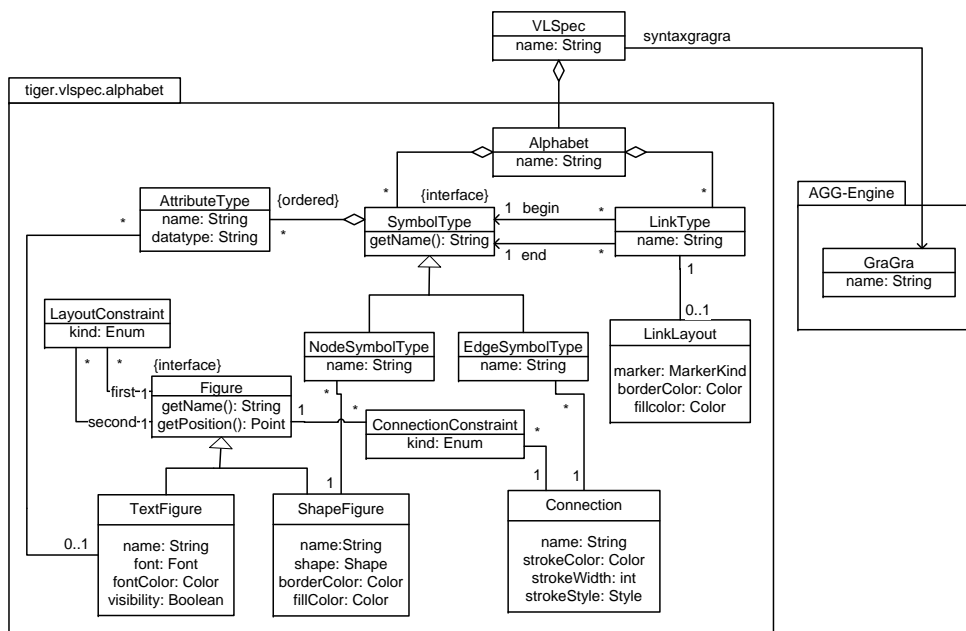 VLSpec
name: String
syntaxgragra
tiger.vlspec.alphabet
Alphabet
name: String
*
*
{interface}
{ordered}
AttributeType
name: String
datatype: String
*
*
SymbolType
getName(): String
1 begin
*
1 end
*
LinkType
name: String
AGG-Engine
GraGra
name: String
1
0..1
LayoutConstraint
kind: Enum
*
*
NodeSymbolType
name: String
EdgeSymbolType
name: String
LinkLayout
marker: MarkerKind
borderColor: Color
fillcolor: Color
{interface}
first
1
second
1
Figure
getName(): String
getPosition(): Point
1
*
*
*
ConnectionConstraint
kind: Enum
*
1
1
1
0..1
TextFigure
name: String
font: Font
fontColor: Color
visibility: Boolean
ShapeFigure
name:String
shape: Shape
borderColor: Color
fillColor: Color
Connection
name: String
strokeColor: Color
strokeWidth: int
strokeStyle: Style